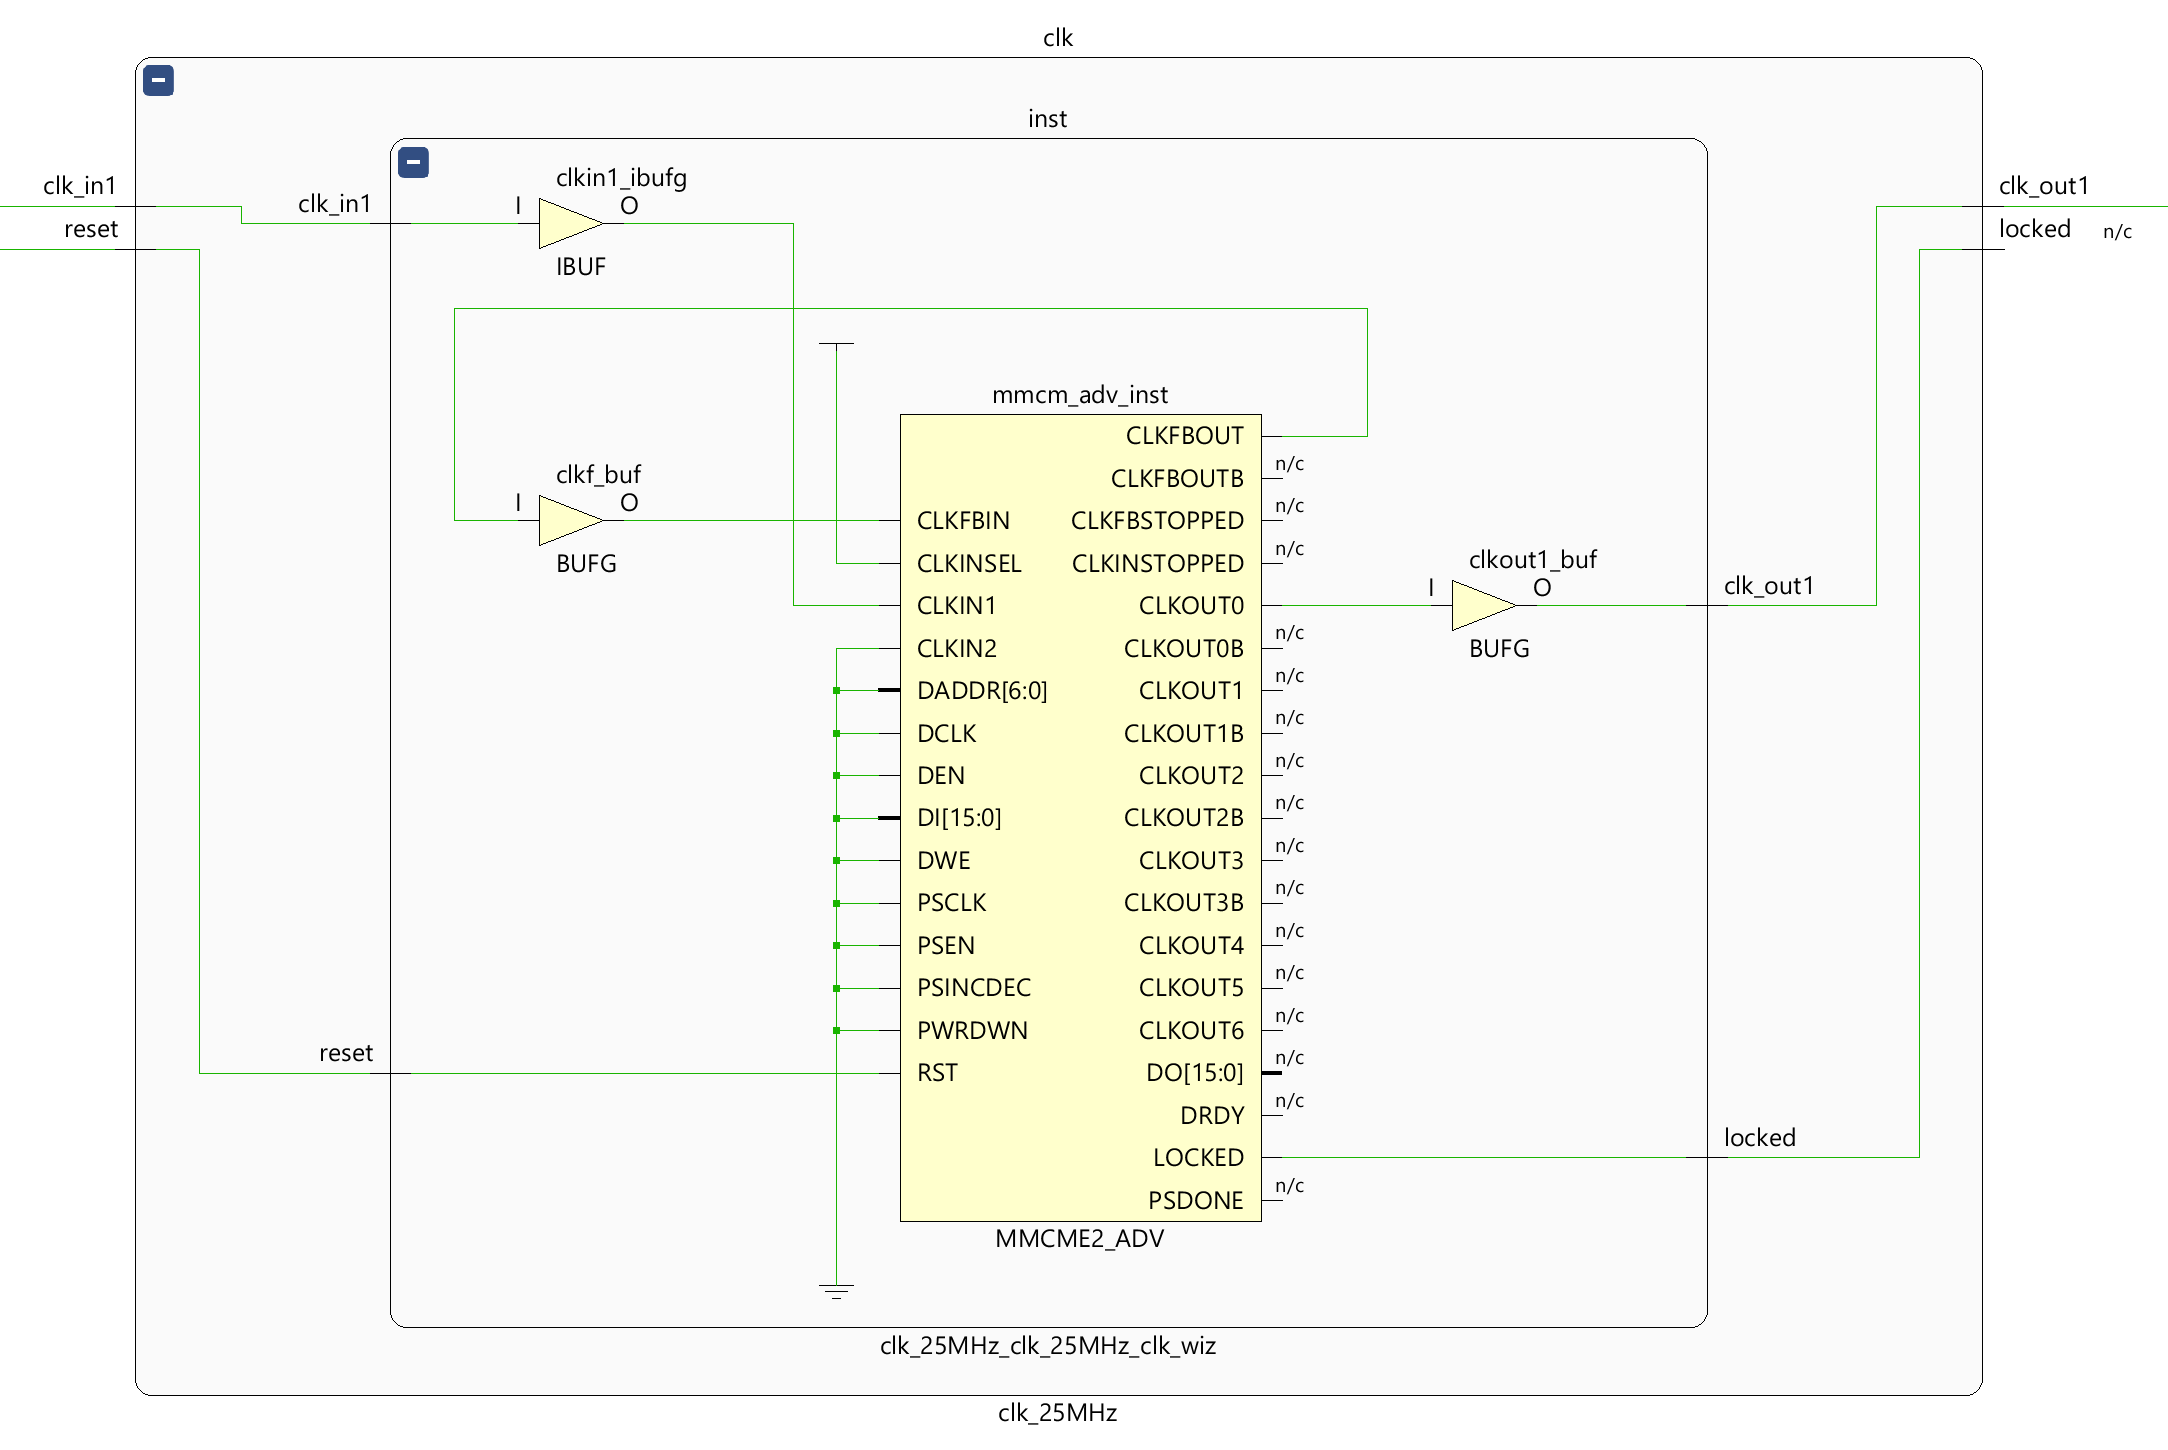 clk
inst
clk_in1
reset
clk_in1
clkin1_ibufg
I
O
IBUF
clk_out1
locked n/c
mmcm_adv_inst
CLKFBOUT
n/c
CLKFBOUTB
clkf_buf
I
O
BUFG
n/c
CLKFBIN
CLKFBSTOPPED
n/c
CLKINSEL
CLKINSTOPPED
CLKIN1
CLKOUT0
clkout1_buf
I
O
BUFG
clk_out1
n/c
CLKIN2
CLKOUT0B
n/c
DADDR[6:0]
CLKOUT1
n/c
DCLK
CLKOUT1B
n/c
DEN
CLKOUT2
n/c
DI[15:0]
CLKOUT2B
n/c
DWE
CLKOUT3
n/c
PSCLK
CLKOUT3B
n/c
PSEN
CLKOUT4
n/c
PSINCDEC
CLKOUT5
n/c
PWRDWN
CLKOUT6
n/c
reset
RST
DO[15:0]
n/c
DRDY
LOCKED
locked
n/c
PSDONE
MMCME2_ADV
clk_25MHz_clk_25MHz_clk_wiz
clk_25MHz